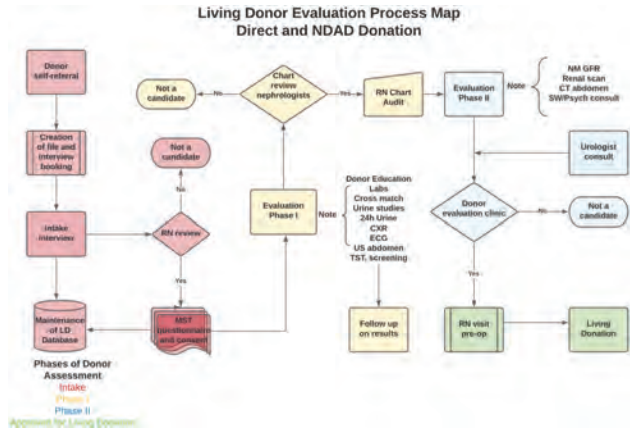 Living Donor Evaluation Process Map
Direct and NDAD Donation
Donor
self-referral
Creation
of file and
interview
booking
Intake
interview
Maintenance
of LD
Database
Not a
candidate
No
RN review
Yes
MST
questionnaire
and consent
Not a
candidate
No
Chart
review
nephrologists
Yes
RN Chart
Audit
Evaluation
Phase I
Note
Donor Education
Labs
Cross match
Urine studies
24h Urine
CXR
ECG
US abdomen
TST, screening
Follow up
on results
Evaluation
Phase II
Note
NM GFR
Renal scan
CT abdomen
SW/Psych consult
Urologist
consult
Donor
evaluation clinic
No
Not a
candidate
Yes
RN visit
pre-op
Living
Donation
Phases of Donor
Assessment
Intake
Phase I
Phase II
Approval for Living Donation